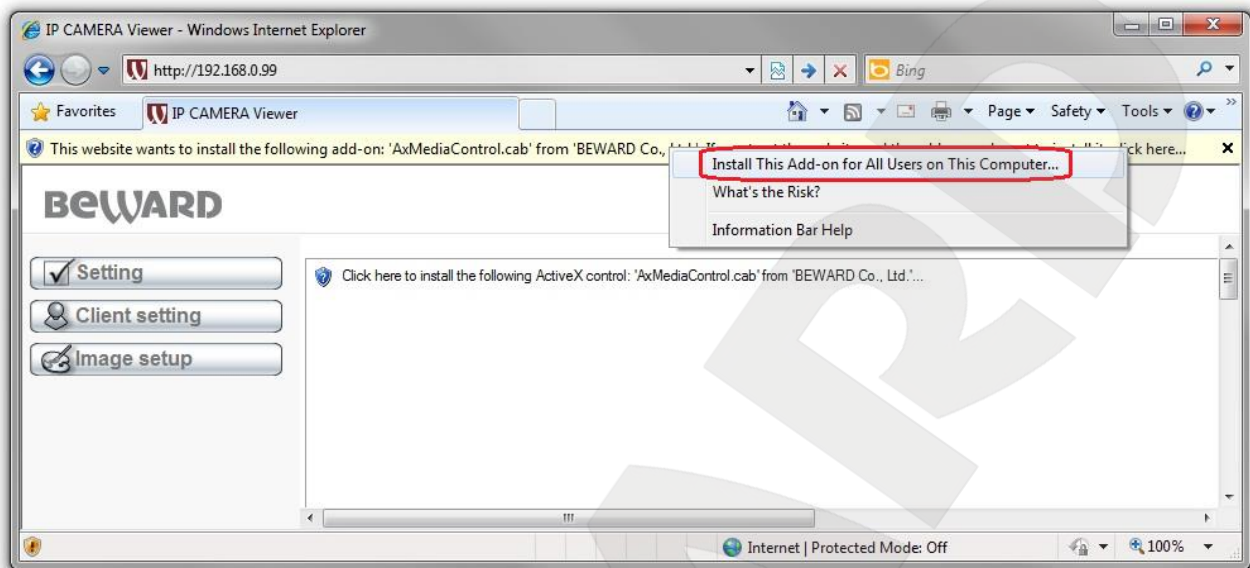 IP CAMERA Viewer - Windows Internet Explorer
http://192.168.0.99
Bing
Favorites IP CAMERA Viewer Page Safety Tools
This website wants to install the following add-on: 'AxMediaControl.cab' from 'BEWARD Co., click here...
Install This Add-on for All Users on This Computer...
What's the Risk?
Information Bar Help
BEWARD
Setting
Click here to install the following ActiveX control: 'AxMediaControl.cab' from 'BEWARD Co., Ltd.'...
Client setting
Image setup
Internet | Protected Mode: Off 100%